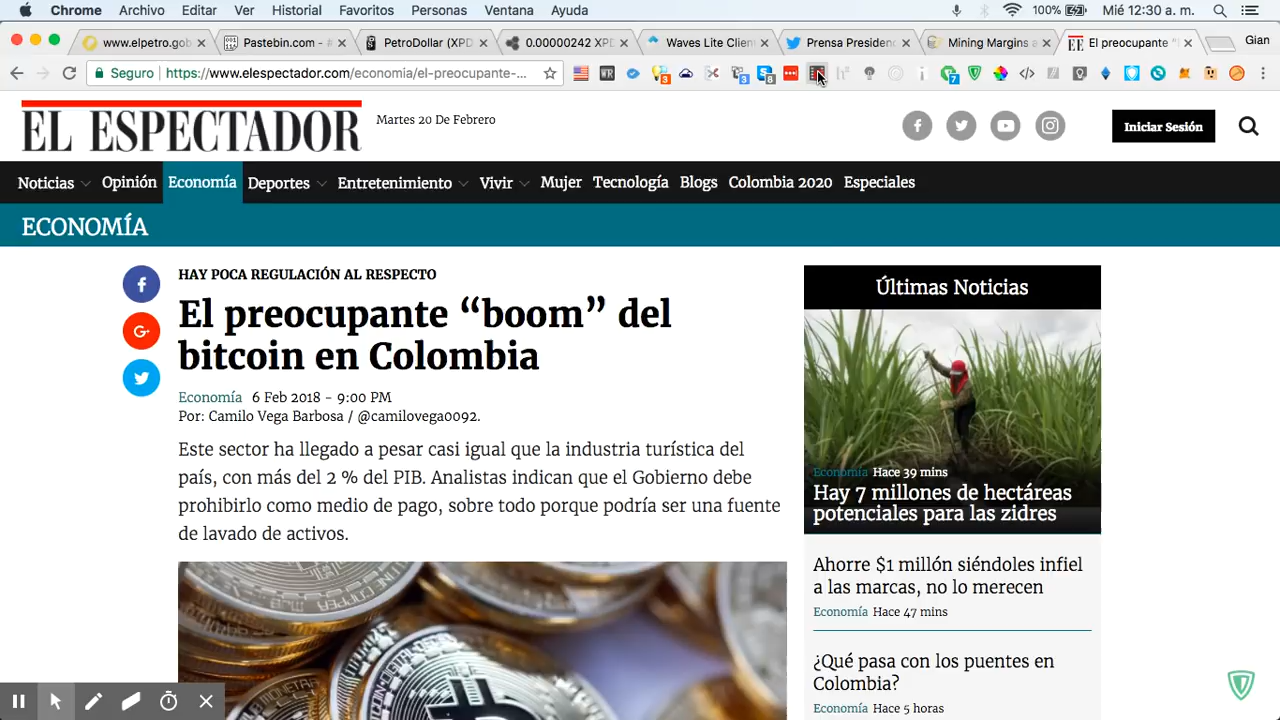 Chrome Archivo Editar Ver Historial Favoritos Personas Ventana Ayuda 100% Mié 12:30 a. m.
www.elpetro.gob Pastebin.com - # PetroDollar (XPD 0.00000242 XPD Waves Lite Clien Prensa Presiden Mining Margins a El preocupante "b Gian
Seguro https://www.elespectador.com/economia/el-preocupante-...
EL ESPECTADOR
Martes 20 De Febrero
Iniciar Sesión
Noticias Opinión Economía Deportes Entretenimiento Vivir Mujer Tecnología Blogs Colombia 2020 Especiales
ECONOMÍA
HAY POCA REGULACIÓN AL RESPECTO
El preocupante “boom” del
bitcoin en Colombia
Economía 6 Feb 2018 - 9:00 PM
Por: Camilo Vega Barbosa / @camilovega0092.
Este sector ha llegado a pesar casi igual que la industria turística del
país, con más del 2 % del PIB. Analistas indican que el Gobierno debe
prohibirlo como medio de pago, sobre todo porque podría ser una fuente
de lavado de activos.
Últimas Noticias
Economía Hace 39 mins
Hay 7 millones de hectáreas
potenciales para las zidres
Ahorre $1 millón siéndoles infiel
a las marcas, no lo merecen
Economía Hace 47 mins
¿Qué pasa con los puentes en
Colombia?
Economía Hace 5 horas